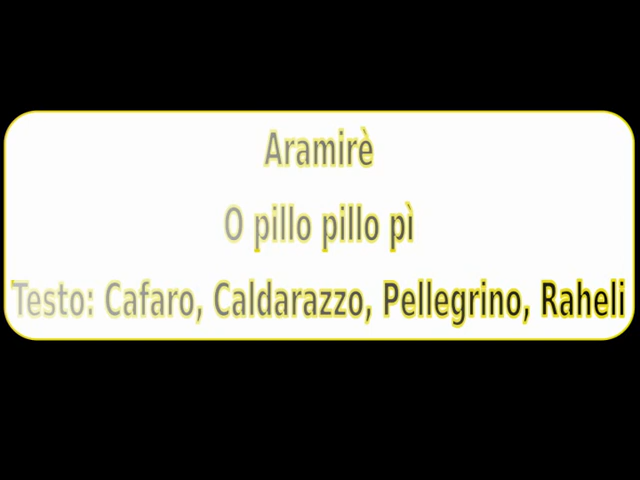 Aramirè
O pillo pillo pì
Testo: Cafaro, Caldarazzo, Pellegrino, Raheli